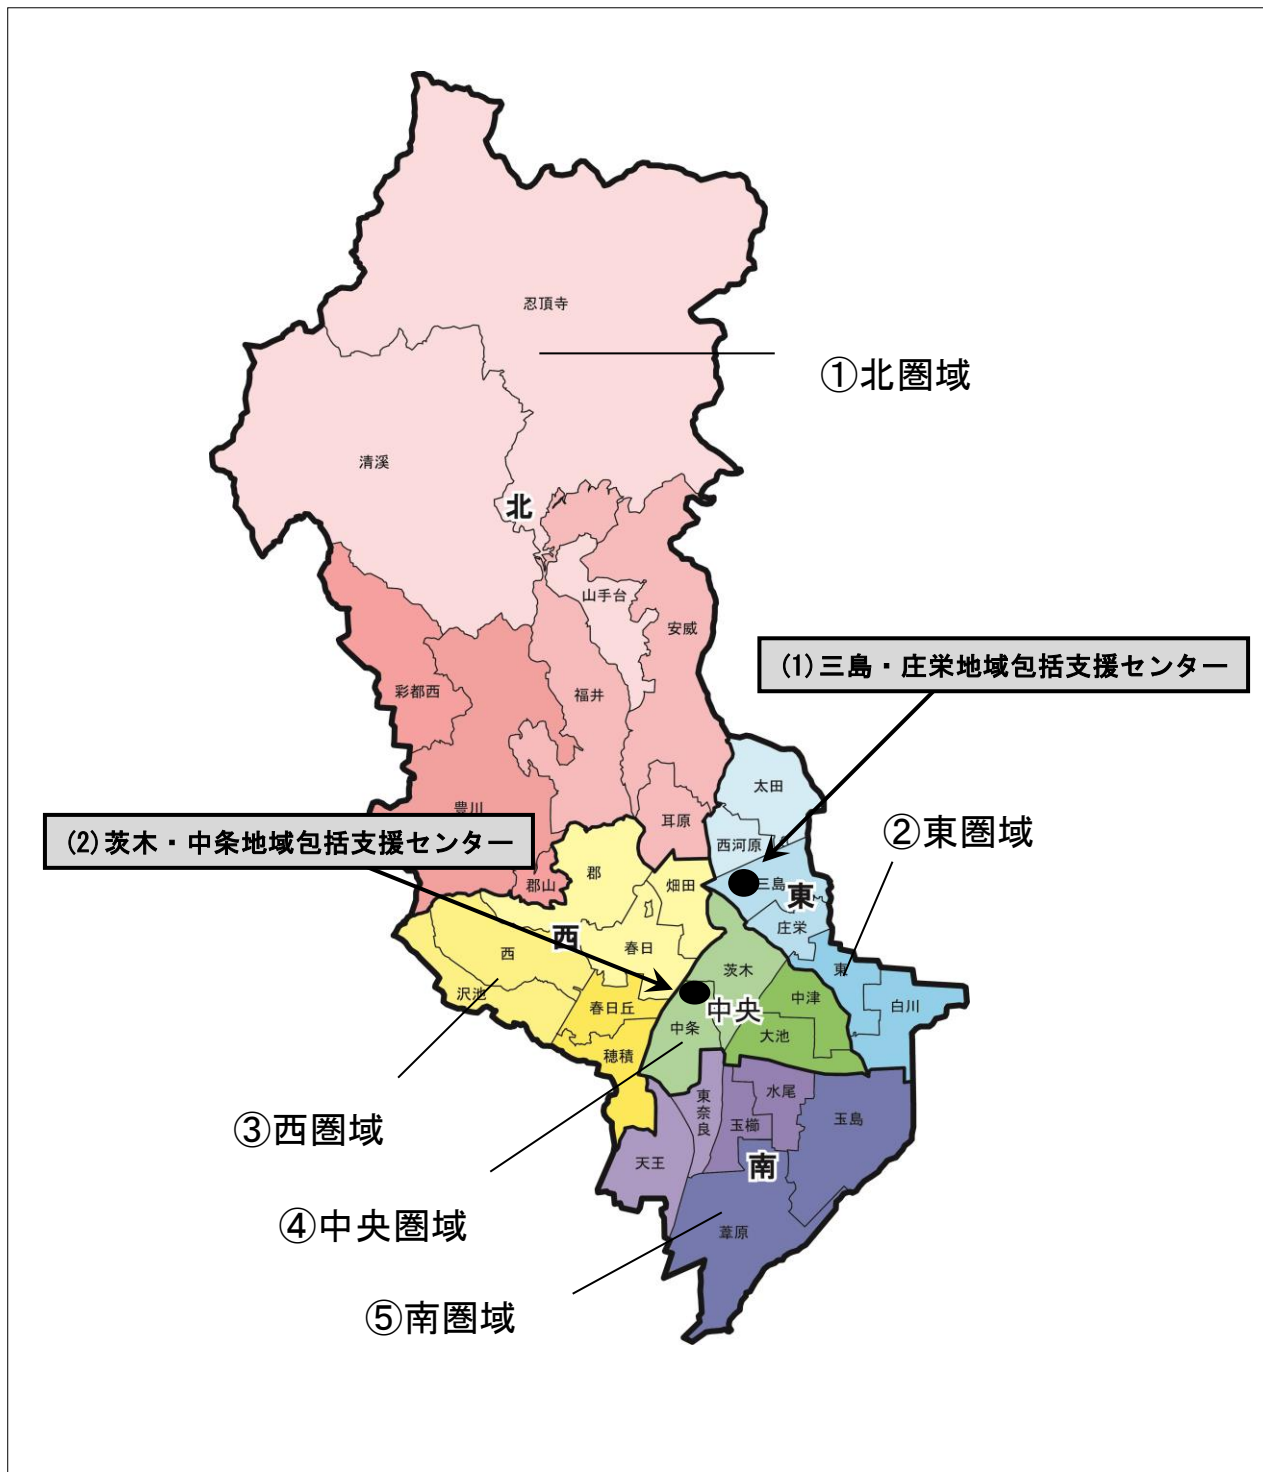 忍頂寺
①北圏域
清溪
北
山手台
安威
(1)三島・庄栄地域包括支援センター
彩都西
福井
太田
豊川
耳原
西河原
②東圏域
(2)茨木・中条地域包括支援センター
郡
畑田
郡山
三島
東
庄栄
西
西
春日
茨木
東
沢池
春日丘
中央
中津
白川
中条
大池
穂積
③西圏域
東奈良
水尾
玉櫛
玉島
天王
南
④中央圏域
葦原
⑤南圏域